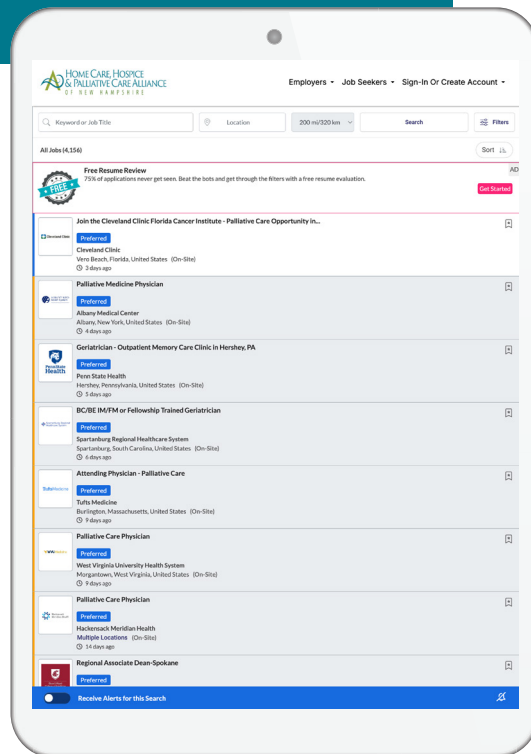 HOME CARE, HOSPICE
& PALLIATIVE CARE ALLIANCE
OF NEW HAMPSHIRE
Employers Job Seekers Sign-In Or Create Account
Keyword or Job Title Location 200 mi/320 km Search Filters
All Jobs (4,156) Sort
FREE
Free Resume Review AD
75% of applications never get seen. Beat the bots and get through the filters with a free resume evaluation.
Get Started
Join the Cleveland Clinic Florida Cancer Institute - Palliative Care Opportunity in...
Cleveland Clinic
Preferred
Cleveland Clinic
Vero Beach, Florida, United States (On-Site)
3 days ago
Palliative Medicine Physician
Preferred
Albany Medical Center
Albany, New York, United States (On-Site)
4 days ago
Geriatrician - Outpatient Memory Care Clinic in Hershey, PA
PennState
Health
Preferred
Penn State Health
Hershey, Pennsylvania, United States (On-Site)
5 days ago
BC/BE IM/FM or Fellowship Trained Geriatrician
Preferred
Spartanburg Regional Healthcare System
Spartanburg, South Carolina, United States (On-Site)
6 days ago
Attending Physician - Palliative Care
Preferred
Tufts Medicine
Tufts Medicine
Burlington, Massachusetts, United States (On-Site)
9 days ago
Palliative Care Physician
Preferred
West Virginia University Health System
Morgantown, West Virginia, United States (On-Site)
9 days ago
Palliative Care Physician
Preferred
Hackensack Meridian Health
Multiple Locations (On-Site)
14 days ago
Regional Associate Dean-Spokane
Preferred
Receive Alerts for this Search